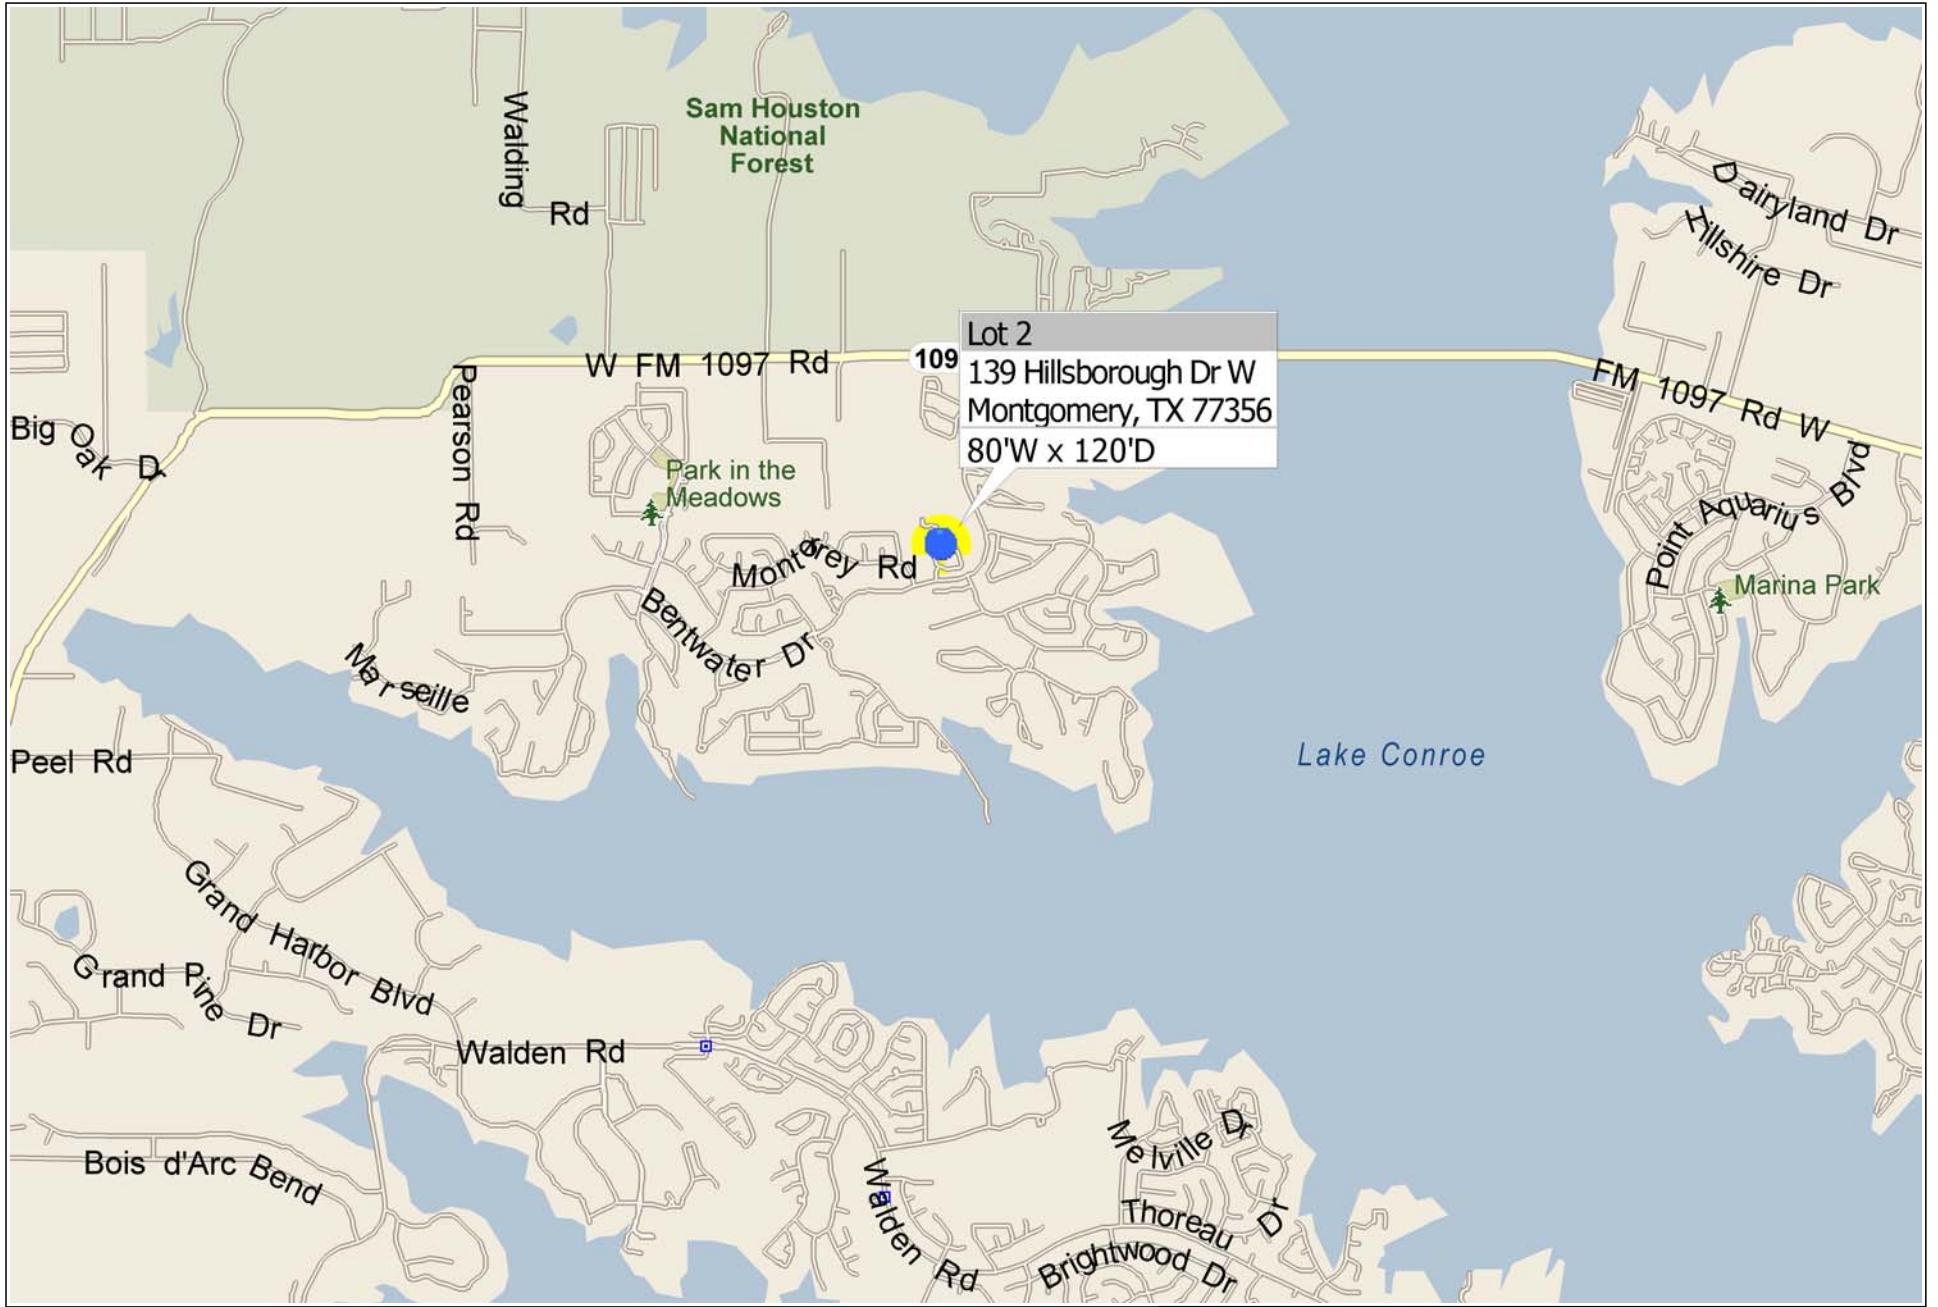 Sam Houston
National
Forest
Walding Rd
Dairyland Dr
Hillshire Dr
Lot 2
139 Hillsborough Dr W
Montgomery, TX 77356
80'W x 120'D
W FM 1097 Rd
109
FM 1097 Rd W
Pearson Rd
Big Oak Dr
Park in the
Meadows
Point Aquarius Blvd
Marina Park
Montorey Rd
Bentwater Dr
Marseille
Lake Conroe
Peel Rd
Grand Harbor Blvd
Grand Pine Dr
Walden Rd
Bois d'Arc Bend
Melville Dr
Walden Rd
Thoreau Dr
Brightwood Dr